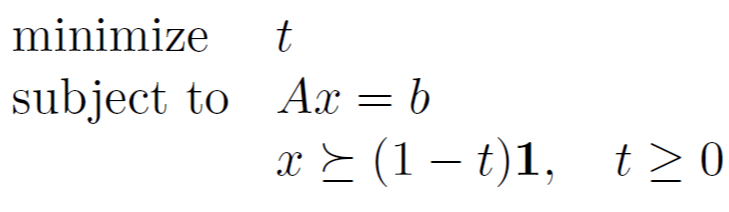 minimize t
subject to Ax = b
x ⪰ (1 − t)1, t ≥ 0